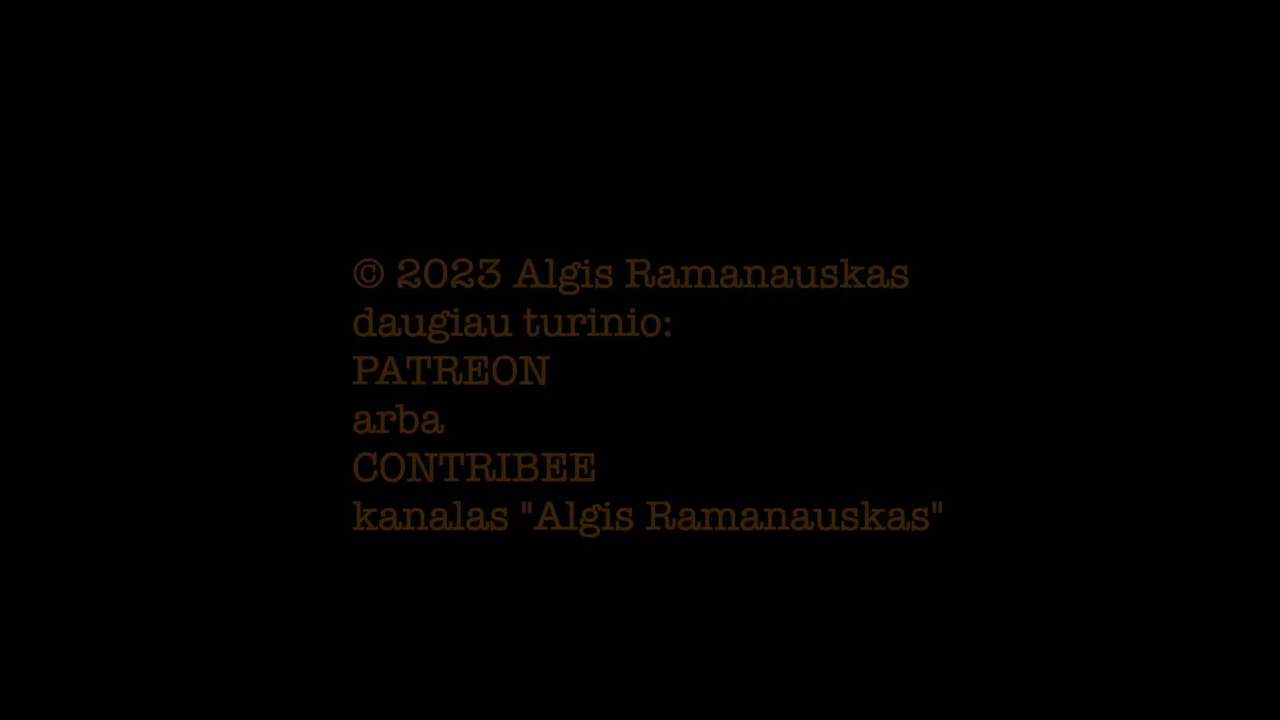 © 2023 Algis Ramanauskas
daugiau turinio:
PATREON
arba
CONTRIBEE
kanalas "Algis Ramanauskas"